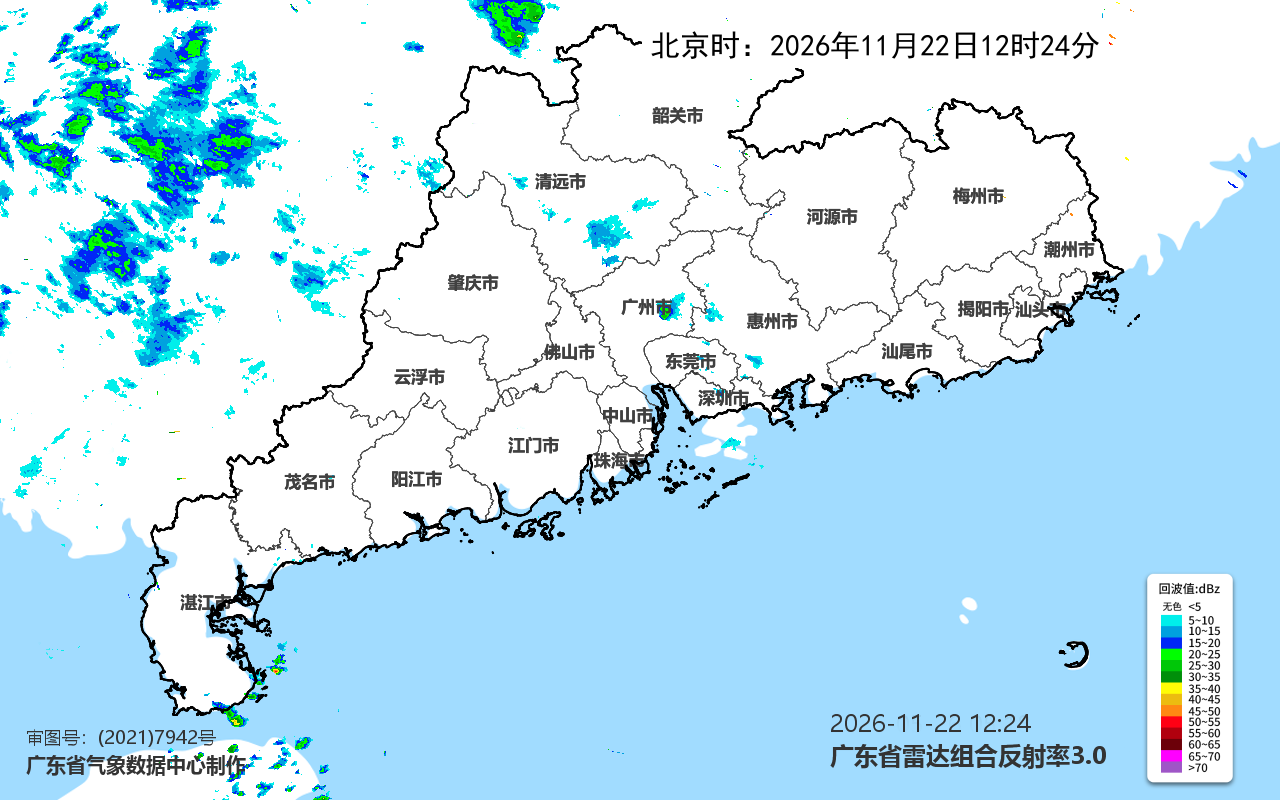 北京时：2026年11月22日12时24分
韶关市
清远市
梅州市
河源市
潮州市
肇庆市
广州市
惠州市
揭阳市
汕头市
佛山市
东莞市
汕尾市
云浮市
深圳市
中山市
江门市
珠海市
茂名市
阳江市
湛江市
回波值:dBz
无色 <5
5~10
10~15
15~20
20~25
25~30
30~35
35~40
40~45
45~50
50~55
55~60
60~65
65~70
>70
2026-11-22 12:24
广东省雷达组合反射率3.0
审图号：(2021)7942号
广东省气象数据中心制作